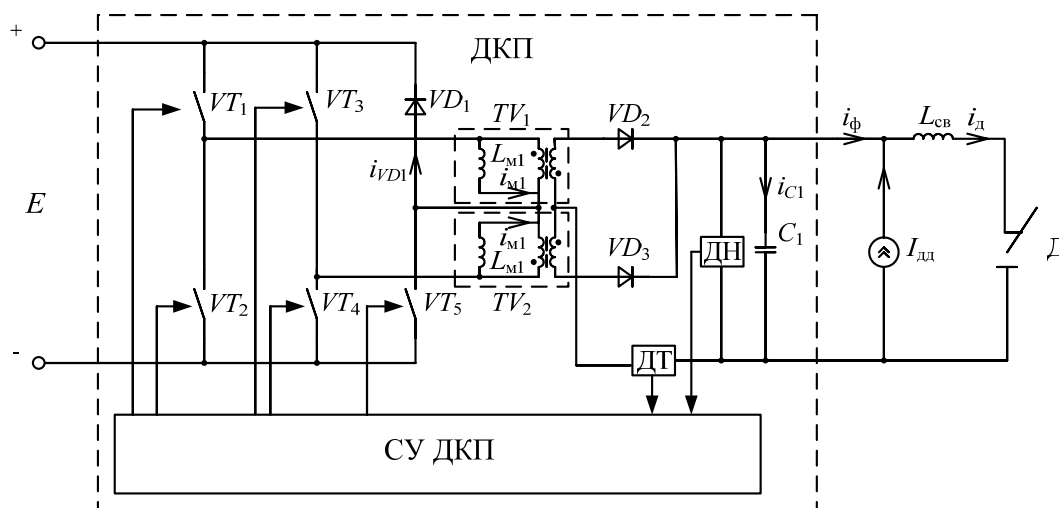 +
ДКП
VT1
VT3
VD1
TV1
VD2
iф
Lсв
iд
Lм1
iм1
iVD1
E
iC1
iм1
Lм1
ДН
C1
Iдд
Д
VD3
VT2
VT4
VT5
TV2
-
ДТ
СУ ДКП